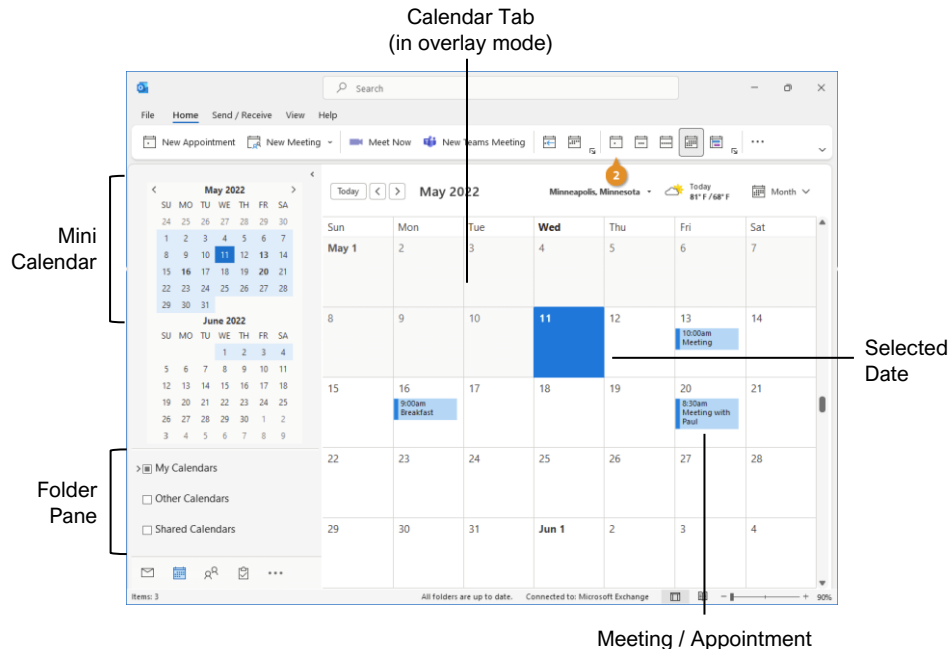 Calendar Tab
(in overlay mode)
Search
File Home Send / Receive View Help
New Appointment New Meeting Meet Now New Teams Meeting ...
2
May 2022
SU MO TU WE TH FR SA
24 25 26 27 28 29 30
1 2 3 4 5 6 7
8 9 10 11 12 13 14
15 16 17 18 19 20 21
22 23 24 25 26 27 28
29 30 31
June 2022
SU MO TU WE TH FR SA
1 2 3 4
5 6 7 8 9 10 11
12 13 14 15 16 17 18
19 20 21 22 23 24 25
26 27 28 29 30 1 2
3 4 5 6 7 8 9
Mini
Calendar
My Calendars
Other Calendars
Shared Calendars
Folder
Pane
Today May 2022 Minneapolis, Minnesota Today Month
81° F / 68° F
Sun Mon Tue Wed Thu Fri Sat
May 1 2 3 4 5 6 7
8 9 10 11 12 13 14
10:00am
Meeting
15 16 17 18 19 20 21
9:00am 8:30am
Breakfast Meeting with
Paul
22 23 24 25 26 27 28
29 30 31 Jun 1 2 3 4
Selected
Date
Items: 3 All folders are up to date. Connected to: Microsoft Exchange 90%
Meeting / Appointment